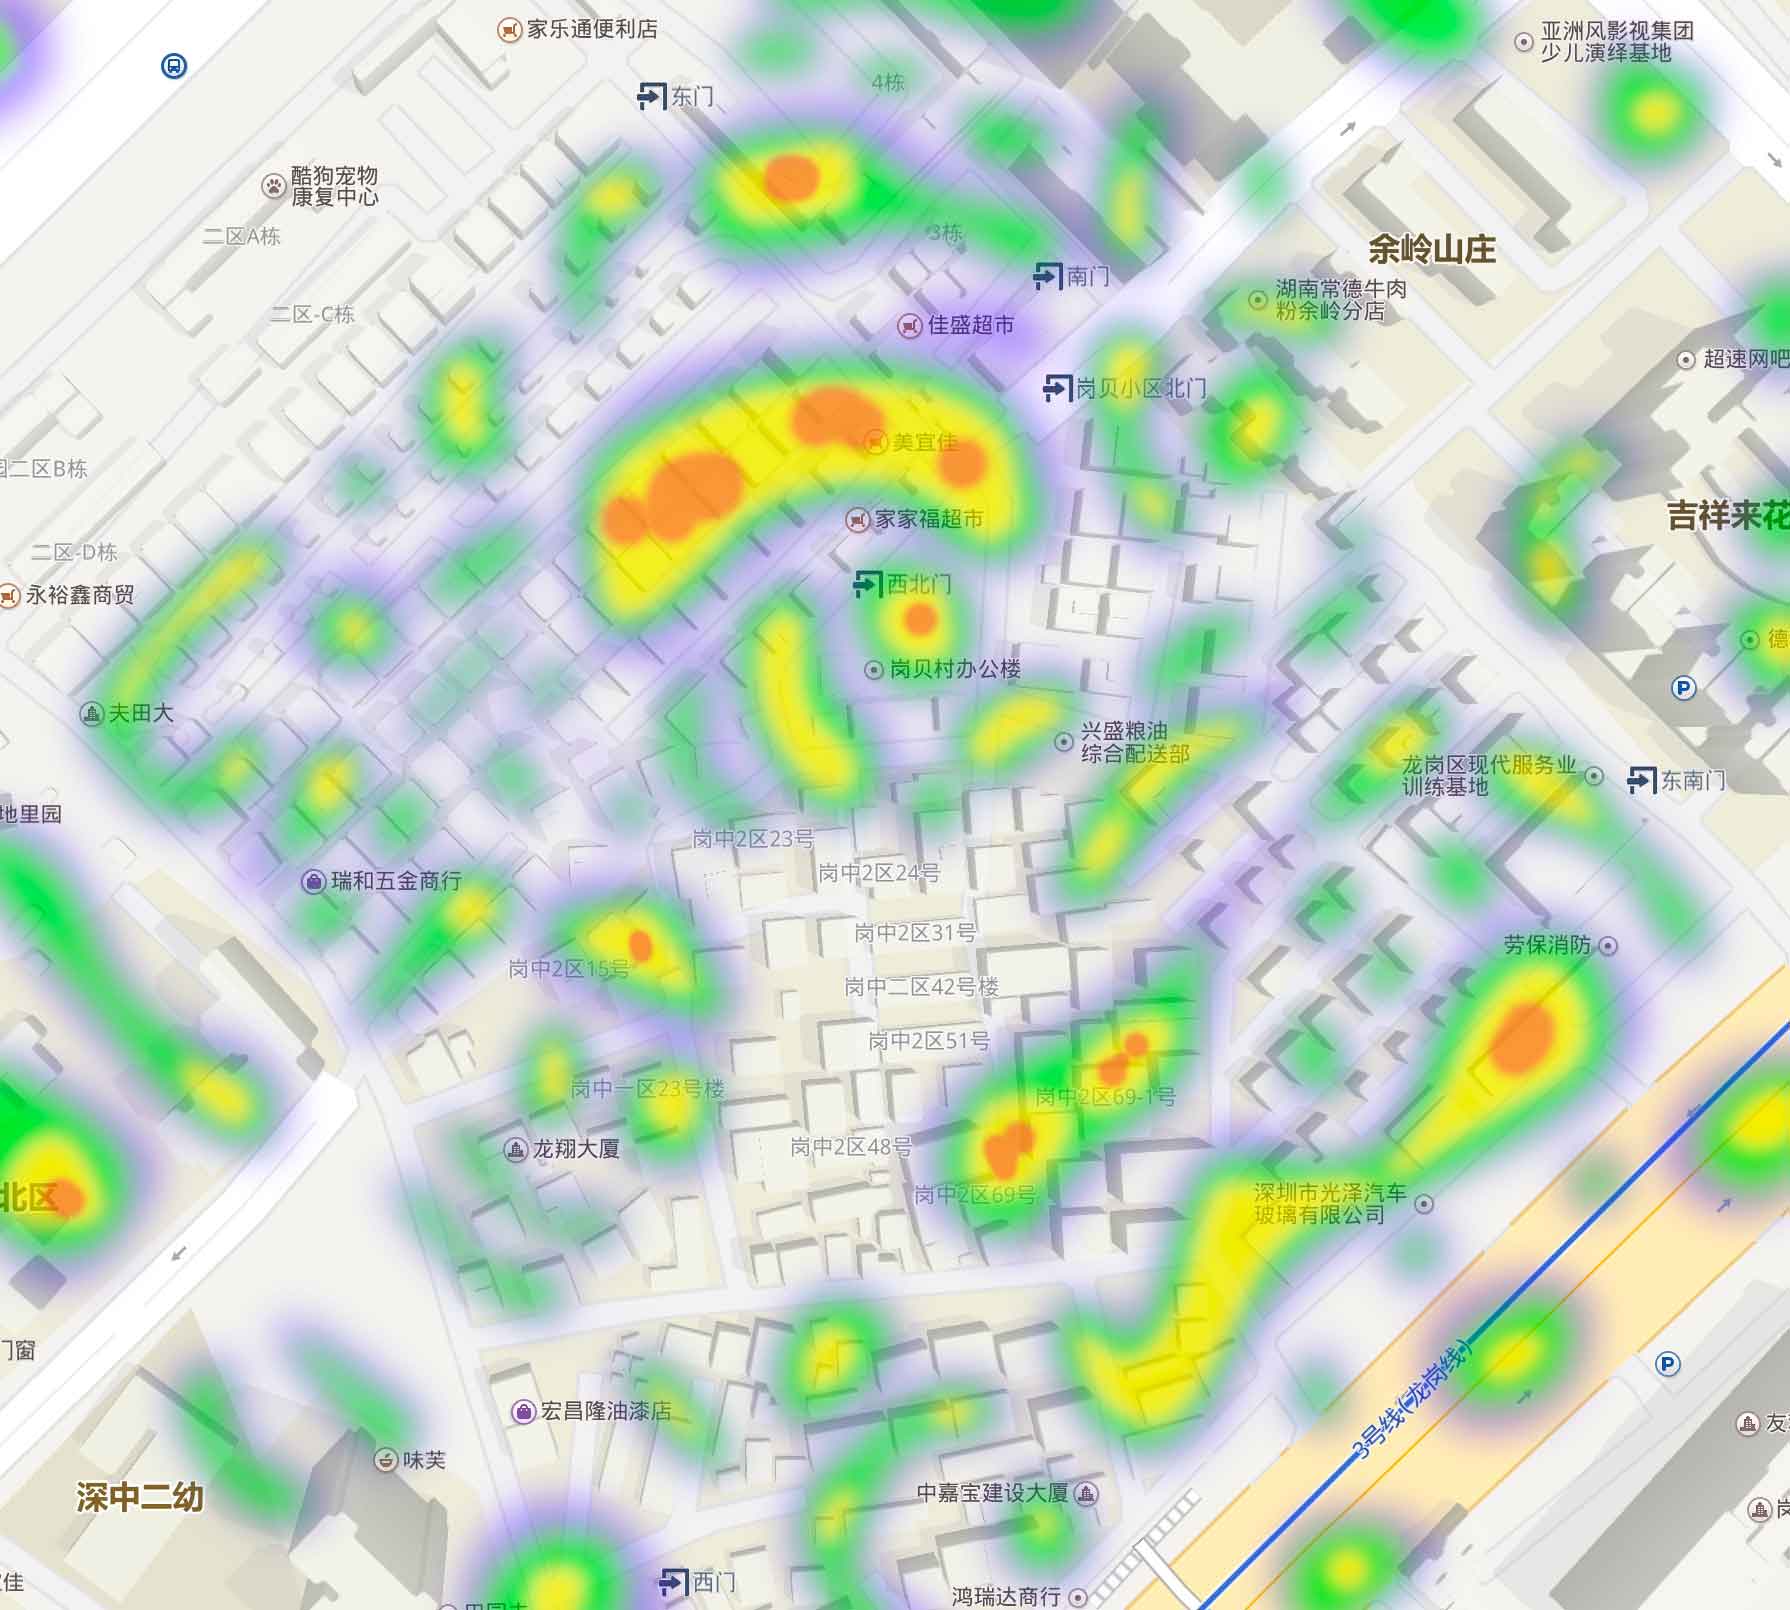 家乐通便利店
亚洲风影视集团
少儿演绎基地
4栋
东门
酷狗宠物
康复中心
二区A栋
3栋
余岭山庄
南门
湖南常德牛肉
粉余岭分店
二区-C栋
佳盛超市
超速网吧
岗贝小区北门
美宜佳
二区B栋
吉祥来花
家家福超市
二区-D栋
西北门
永裕鑫商贸
德
岗贝村办公楼
P
夫田大
兴盛粮油
综合配送部
龙岗区现代服务业
训练基地
东南门
地里园
岗中2区23号
岗中2区24号
瑞和五金商行
岗中2区31号
劳保消防
岗中2区15号
岗中二区42号楼
岗中2区51号
岗中一区23号楼
岗中2区69-1号
龙翔大厦
岗中2区48号
北区
岗中2区69号
深圳市光泽汽车
玻璃有限公司
门窗
P
3号线(龙岗线)
宏昌隆油漆店
友
味芙
深中二幼
中嘉宝建设大厦
岗
佳
西门
鸿瑞达商行